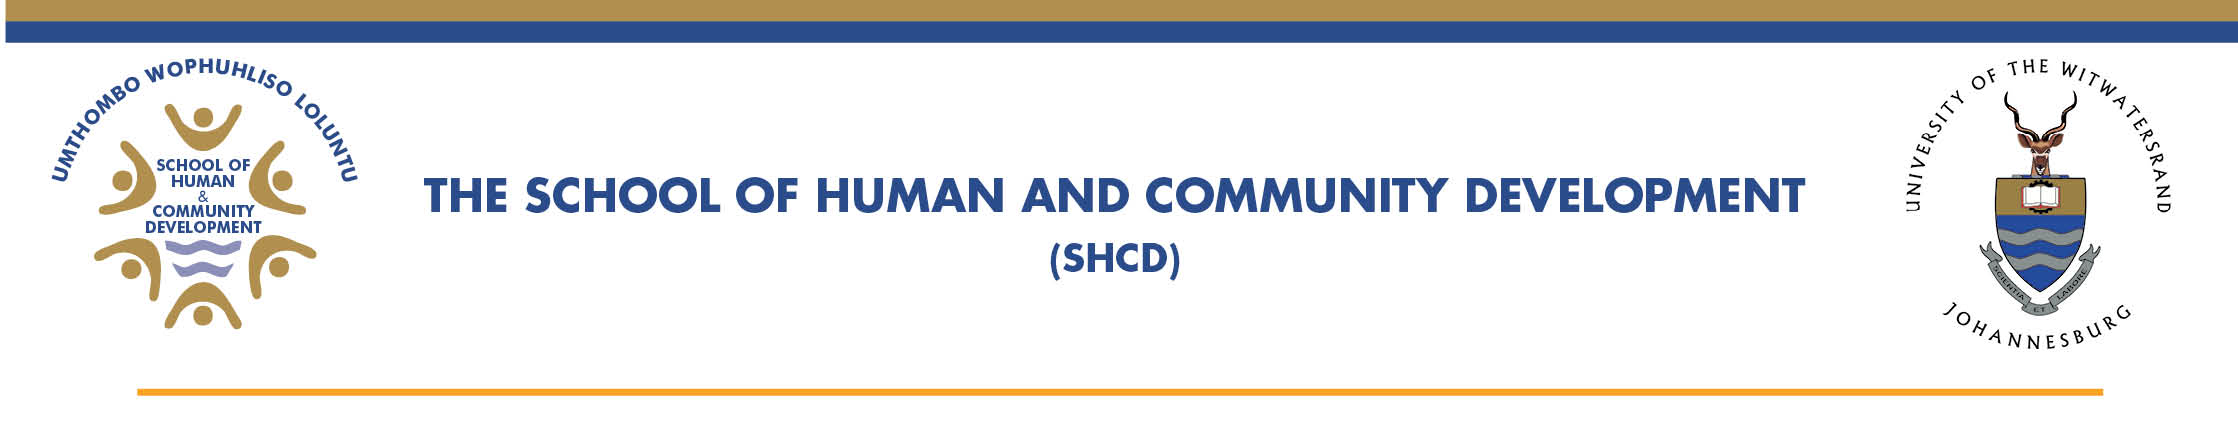 UMTHOMBO WOPHUHLISO LOLUNTU
SCHOOL OF
HUMAN
&
COMMUNITY
DEVELOPMENT
THE SCHOOL OF HUMAN AND COMMUNITY DEVELOPMENT
(SHCD)
UNIVERSITY OF THE WITWATERSRAND
SCIENTIA ET LABORE
JOHANNESBURG